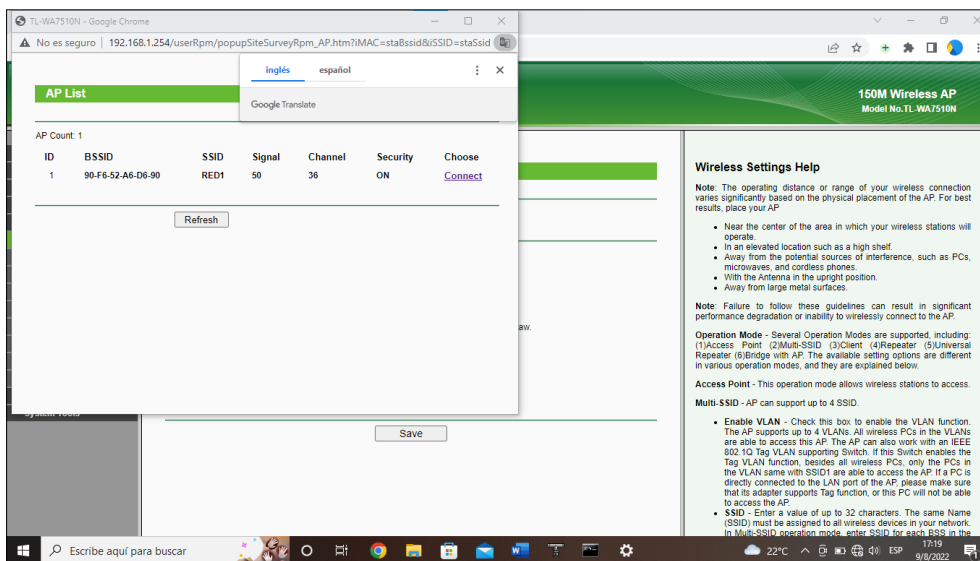 TL-WA7510N - Google Chrome
No es seguro | 192.168.1.254/userRpm/popupSiteSurveyRpm_AP.htm?iMAC=staBssid&iSSID=staSsid
inglés español
Google Translate
AP List
AP Count: 1
ID BSSID SSID Signal Channel Security Choose
1 90-F6-52-A6-D6-90 RED1 50 36 ON Connect
Refresh
150M Wireless AP
Model No.TL-WA7510N
aw.
System Tools
Save
Wireless Settings Help
Note: The operating distance or range of your wireless connection
varies significantly based on the physical placement of the AP. For best
results, place your AP
• Near the center of the area in which your wireless stations will
operate.
• In an elevated location such as a high shelf.
• Away from the potential sources of interference, such as PCs,
microwaves, and cordless phones.
• With the Antenna in the upright position.
• Away from large metal surfaces.
Note: Failure to follow these guidelines can result in significant
performance degradation or inability to wirelessly connect to the AP.
Operation Mode - Several Operation Modes are supported, including:
(1)Access Point (2)Multi-SSID (3)Client (4)Repeater (5)Universal
Repeater (6)Bridge with AP. The available setting options are different
in various operation modes, and they are explained below.
Access Point - This operation mode allows wireless stations to access.
Multi-SSID - AP can support up to 4 SSID.
• Enable VLAN - Check this box to enable the VLAN function.
The AP supports up to 4 VLANs. All wireless PCs in the VLANs
are able to access this AP. The AP can also work with an IEEE
802.1Q Tag VLAN supporting Switch. If this Switch enables the
Tag VLAN function, besides all wireless PCs, only the PCs in
the VLAN same with SSID1 are able to access the AP. If a PC is
directly connected to the LAN port of the AP, please make sure
that its adapter supports Tag function, or this PC will not be able
to access the AP.
• SSID - Enter a value of up to 32 characters. The same Name
(SSID) must be assigned to all wireless devices in your network.
In Multi-SSID operation mode, enter SSID for each BSS in the
Escribe aquí para buscar
22°C
ESP
17:19
9/8/2022